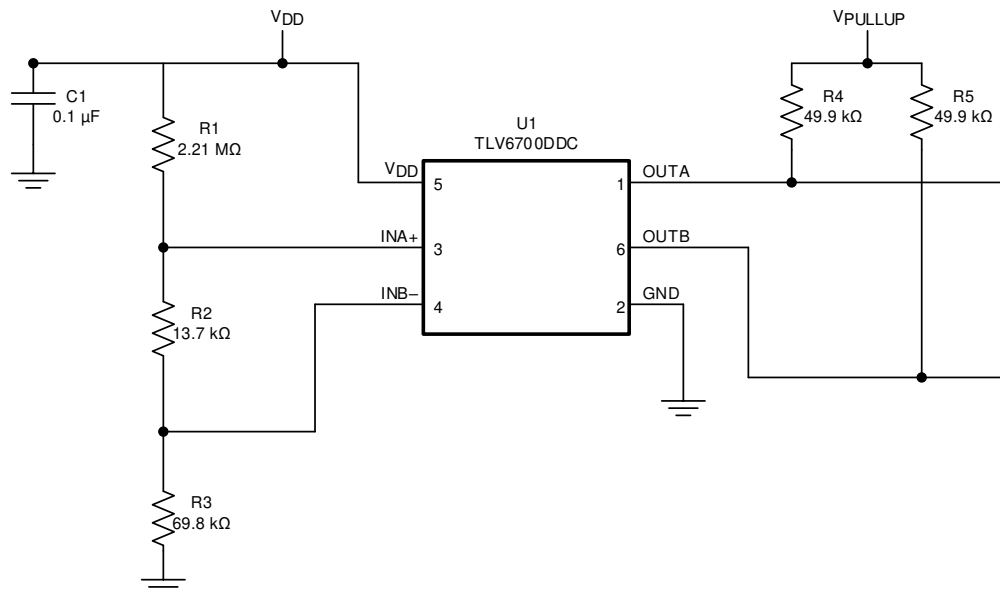 VDD
VPULLUP
C1
0.1 µF
R1
2.21 MΩ
R4
49.9 kΩ
R5
49.9 kΩ
U1
TLV6700DDC
VDD
5
1
OUTA
INA+
3
6
OUTB
INB–
4
2
GND
R2
13.7 kΩ
R3
69.8 kΩ